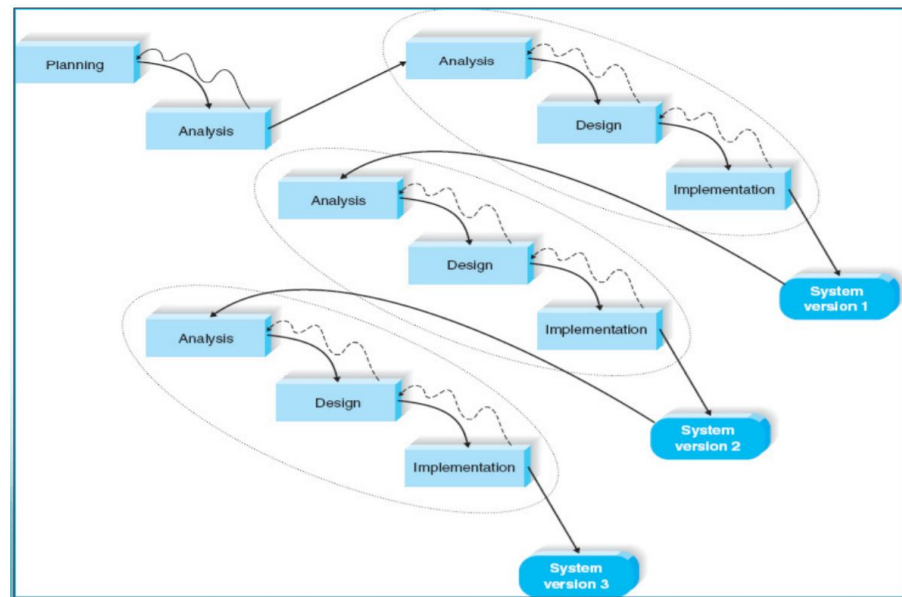 Planning
Analysis
Analysis
Design
Implementation
System
version 1
Analysis
Design
Implementation
System
version 2
Analysis
Design
Implementation
System
version 3